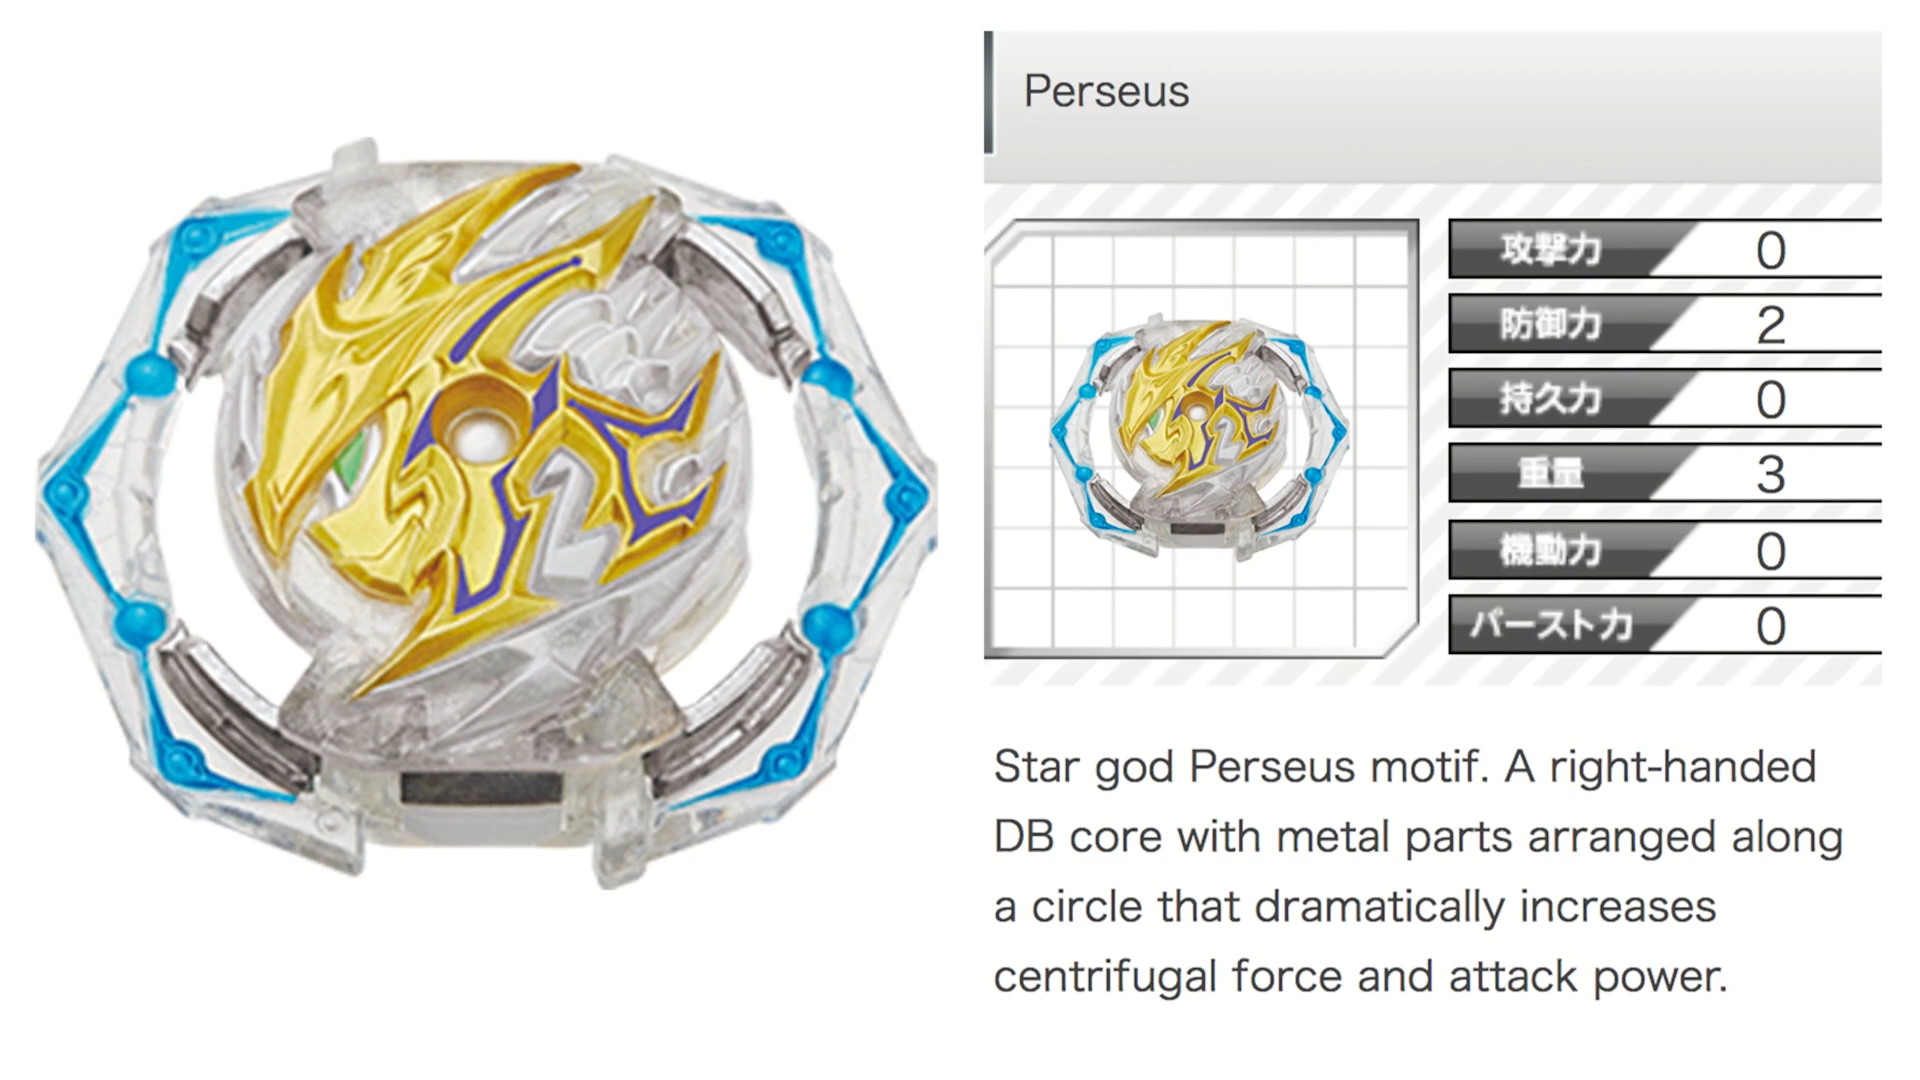 Perseus
攻撃力 0
防御力 2
持久力 0
重量 3
機動力 0
バースト力 0
Star god Perseus motif. A right-handed
DB core with metal parts arranged along
a circle that dramatically increases
centrifugal force and attack power.